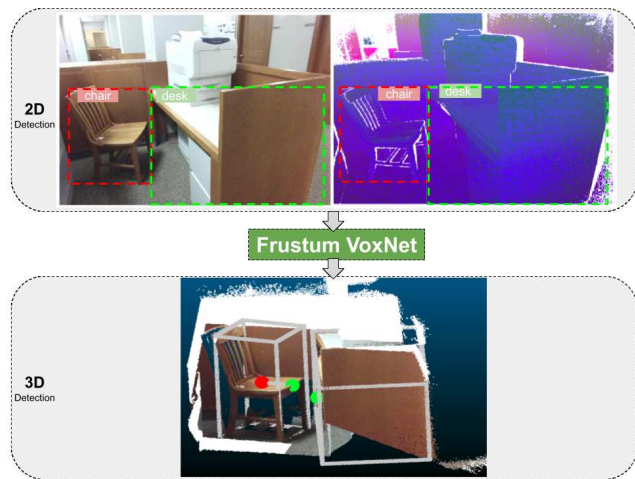 2D
Detection
chair
desk
chair
desk
Frustum VoxNet
3D
Detection